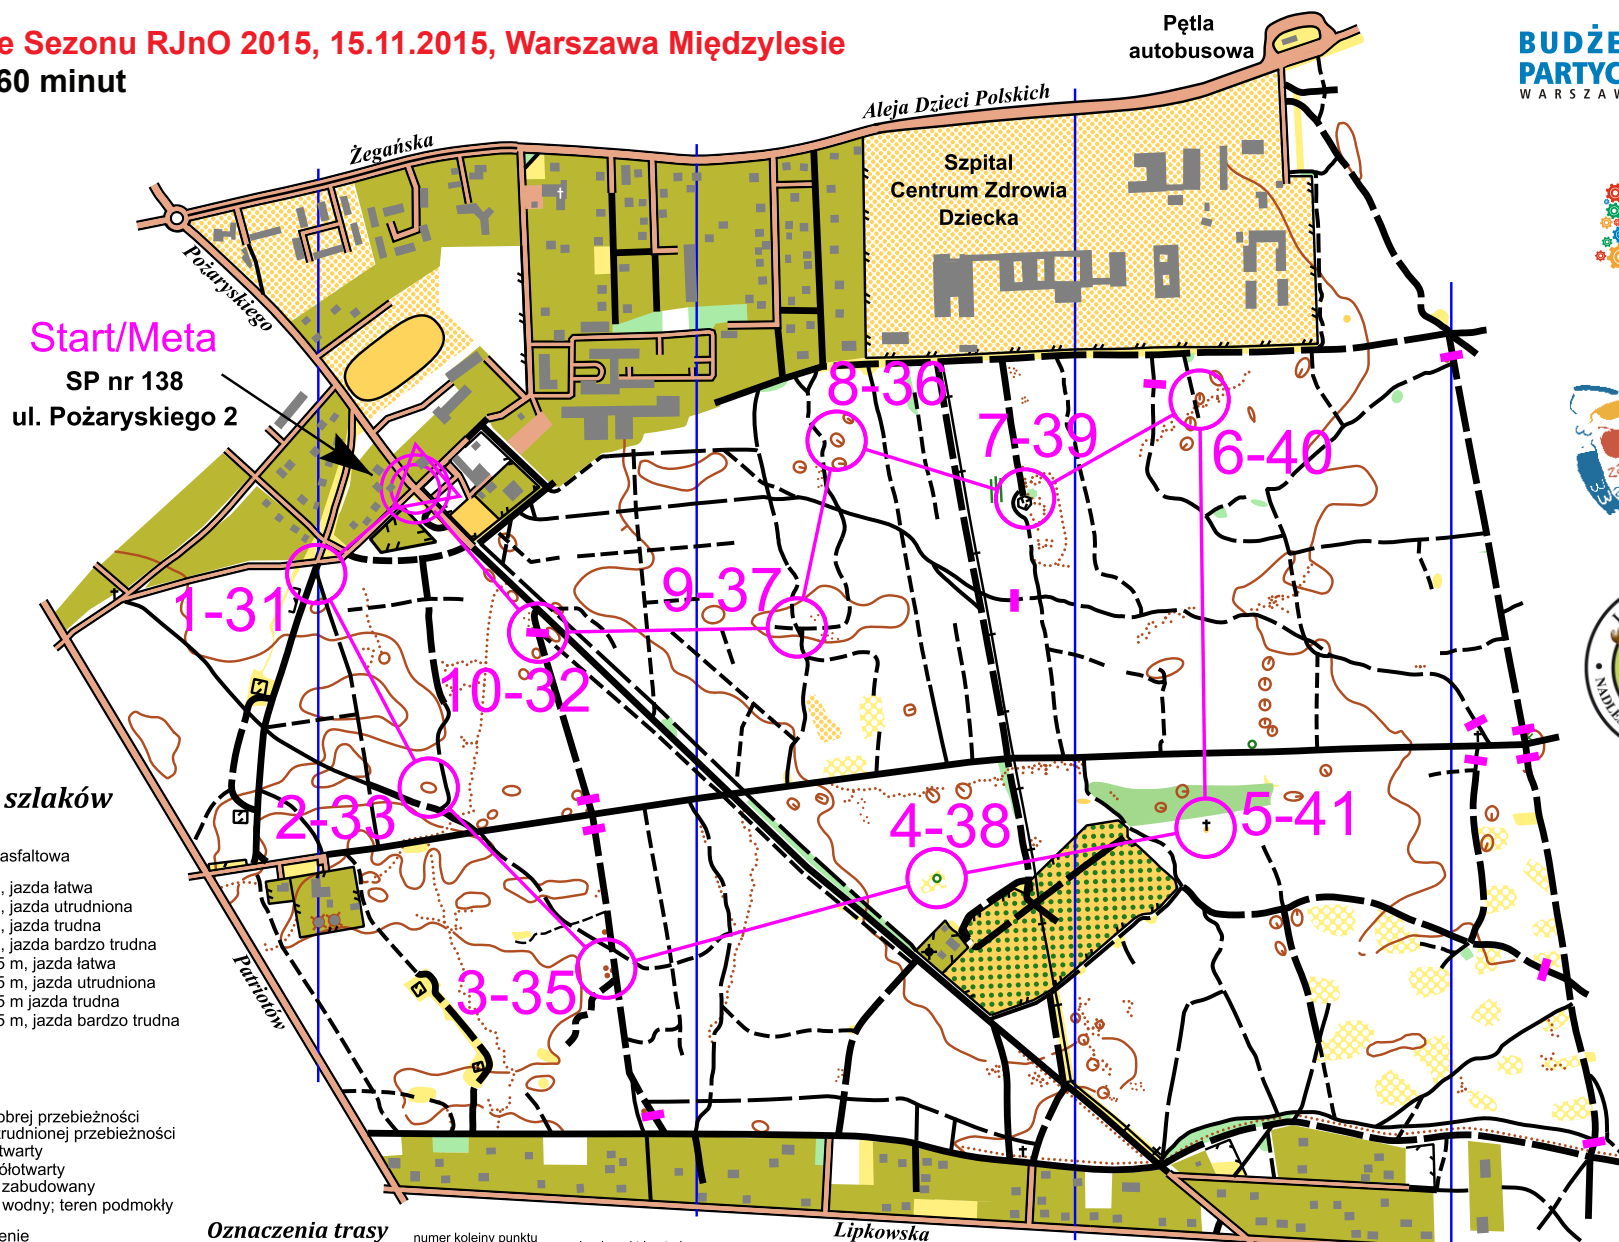 e Sezonu RJnO 2015, 15.11.2015, Warszawa Międzylesie
60 minut
Pętla
autobusowa
BUDŻE
PARTYC
WARSZAW
Aleja Dzieci Polskich
Żegańska
Szpital
Centrum Zdrowia
Dziecka
Pożaryskiego
Start/Meta
SP nr 138
ul. Pożaryskiego 2
8-36
7-39
6-40
9-37
1-31
10-32
NADLE
szlaków
2-33
4-38
5-41
asfaltowa
, jazda łatwa
, jazda utrudniona
, jazda trudna
, jazda bardzo trudna
5 m, jazda łatwa
5 m, jazda utrudniona
5 m jazda trudna
5 m, jazda bardzo trudna
3-35
Patriotów
obrej przebieżności
rudnionej przebieżności
twarty
ółotwarty
zabudowany
wodny; teren podmokły
enie
Oznaczenia trasy
numer kolejny punktu
Lipkowska